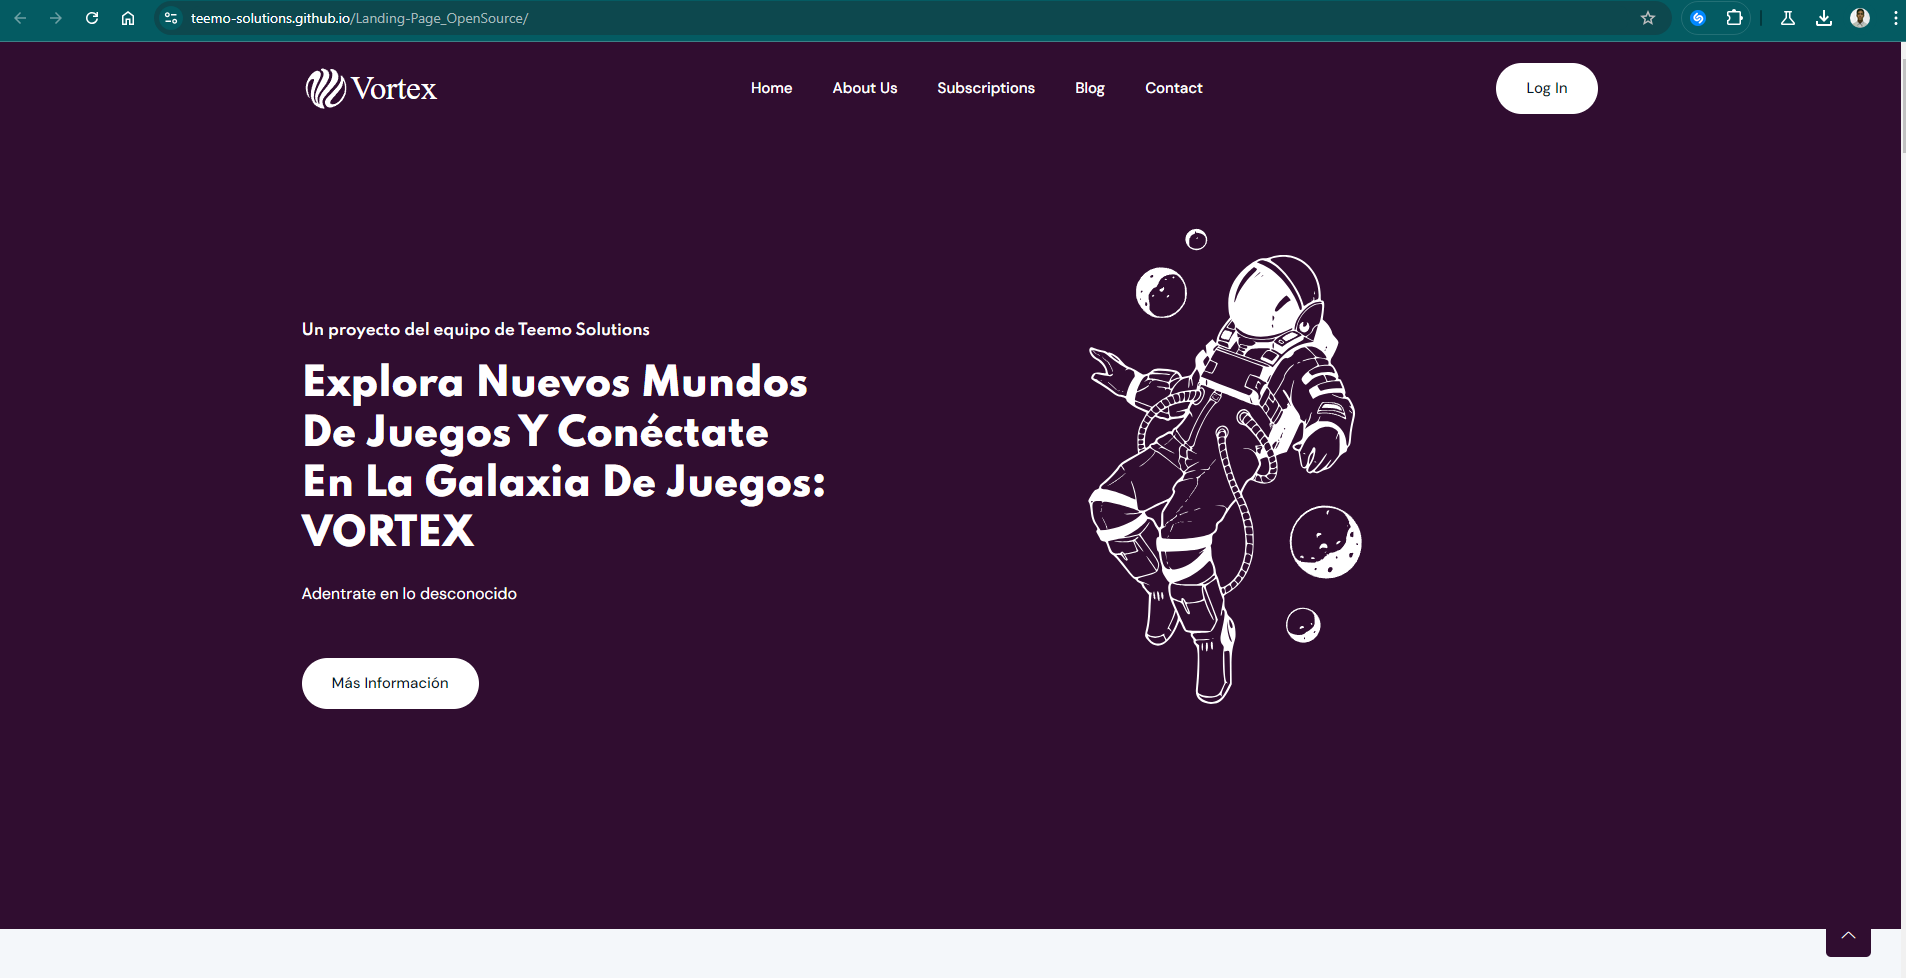 teemo-solutions.github.io/Landing-Page_OpenSource/
Vortex
Home About Us Subscriptions Blog Contact
Log In
Un proyecto del equipo de Teemo Solutions
Explora Nuevos Mundos
De Juegos Y Conéctate
En La Galaxia De Juegos:
VORTEX
Adentrate en lo desconocido
Más Información